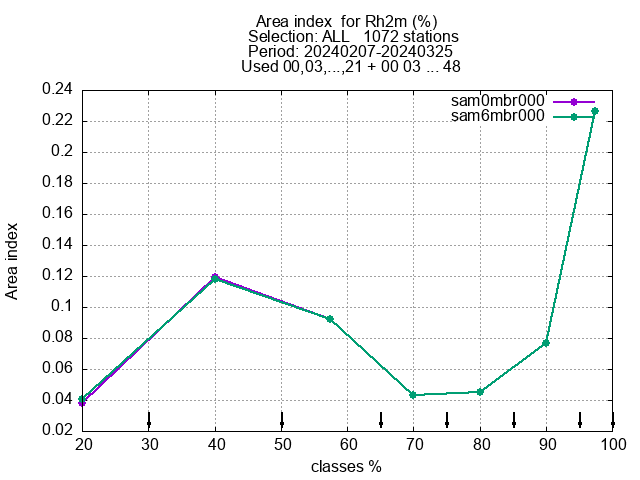 Area index  for Rh2m (%)
Selection: ALL   1072 stations
Period: 20240207-20240325
Used 00,03,...,21 + 00 03 ... 48
sam0mbr000
sam6mbr000
0.24
0.22
0.2
0.18
0.16
0.14
0.12
0.1
0.08
0.06
0.04
0.02
Area index
20 30 40 50 60 70 80 90 100
classes %